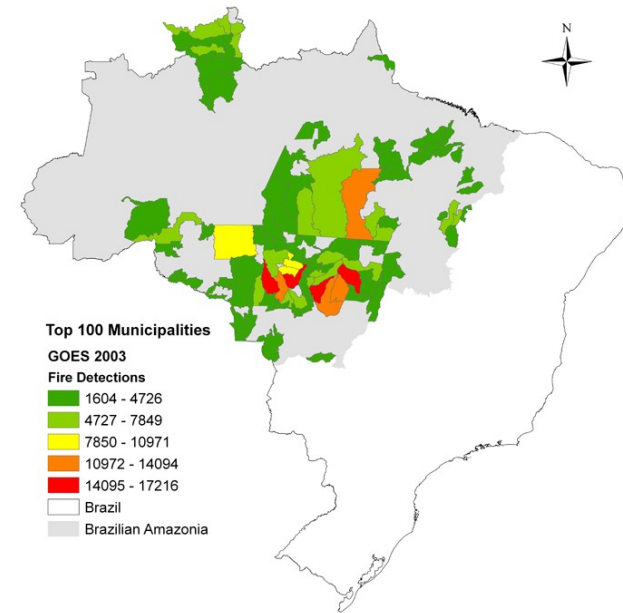 N
Top 100 Municipalities
GOES 2003
Fire Detections
1604 - 4726
4727 - 7849
7850 - 10971
10972 - 14094
14095 - 17216
Brazil
Brazilian Amazonia